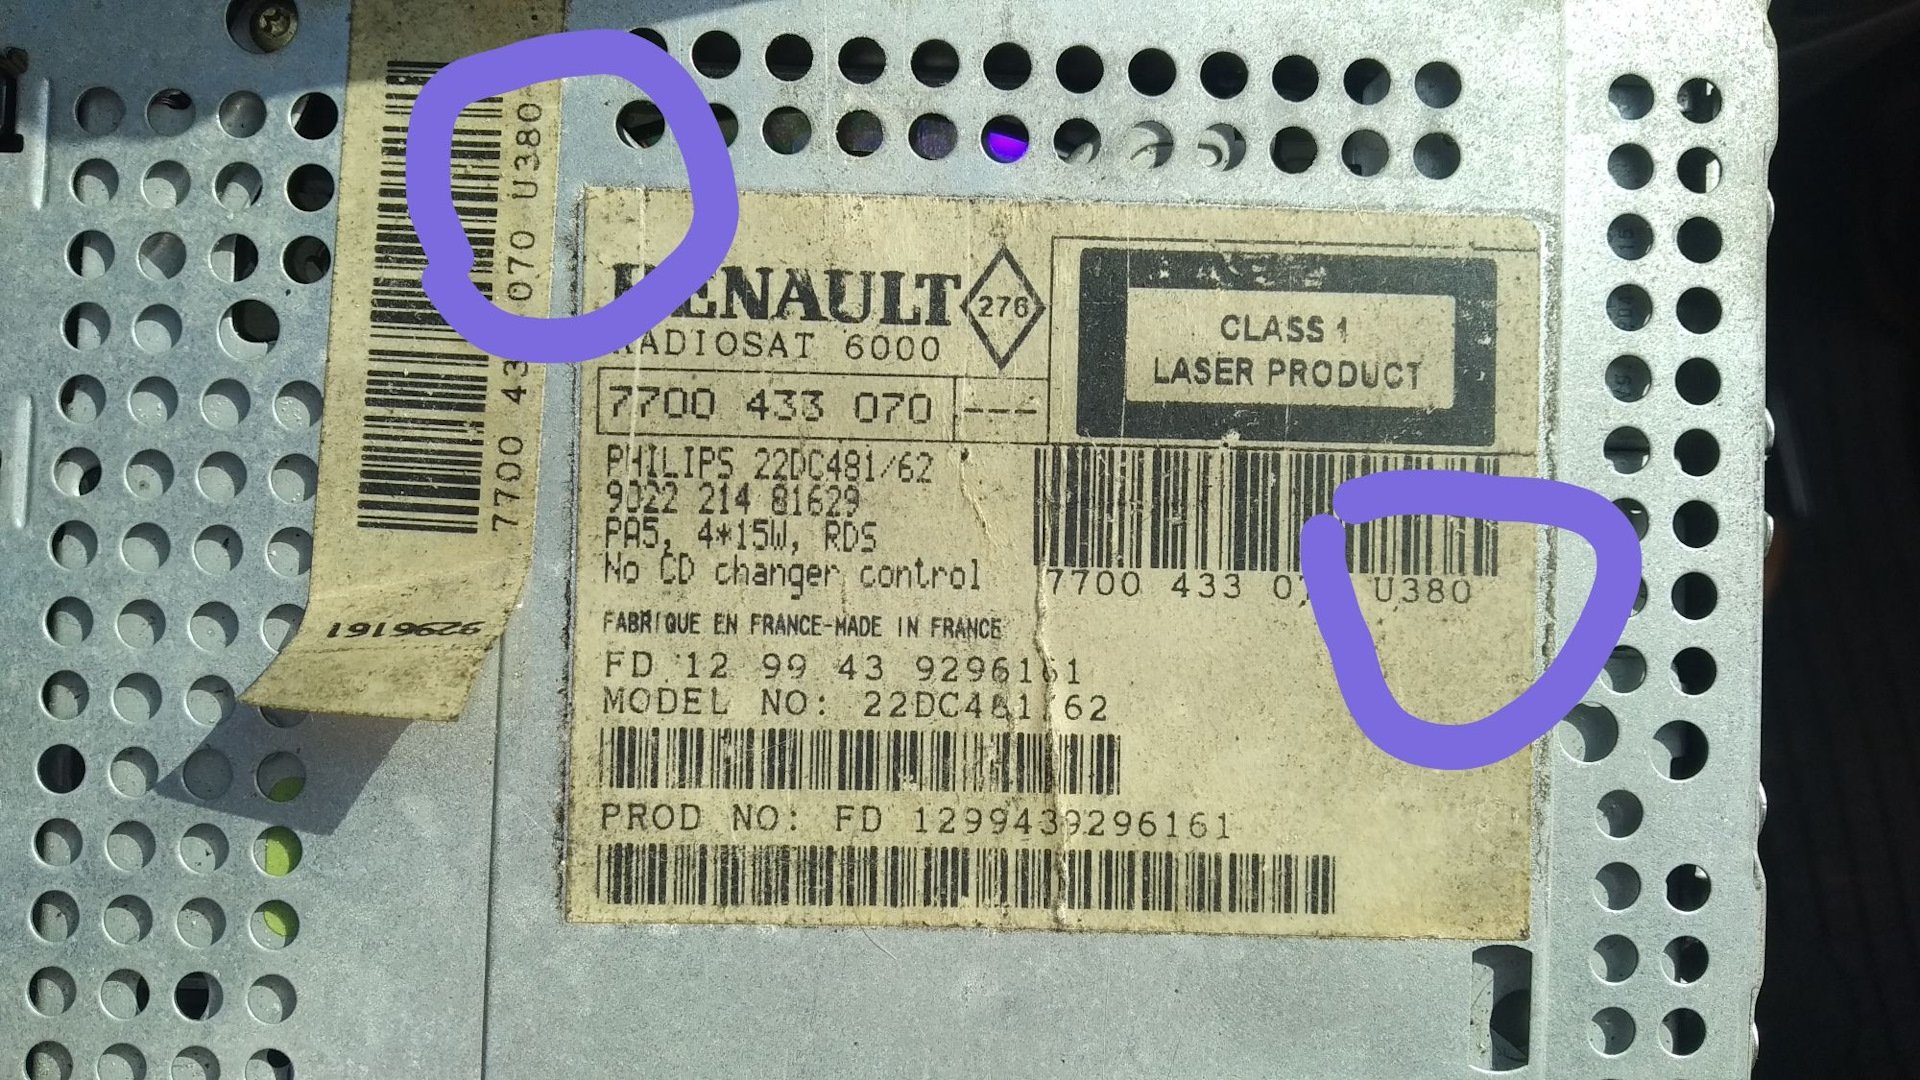 7700 433 070 U380
9296161
RENAULT 276
RADIOSAT 6000
7700 433 070 ---
CLASS 1
LASER PRODUCT
PHILIPS 22DC481/62
9022 214 81629
PA5, 4*15W, RDS
No CD changer control
7700 433 070 U380
FABRIQUE EN FRANCE-MADE IN FRANCE
FD 12 99 43 9296161
MODEL NO: 22DC481/62
PROD NO: FD 1299439296161